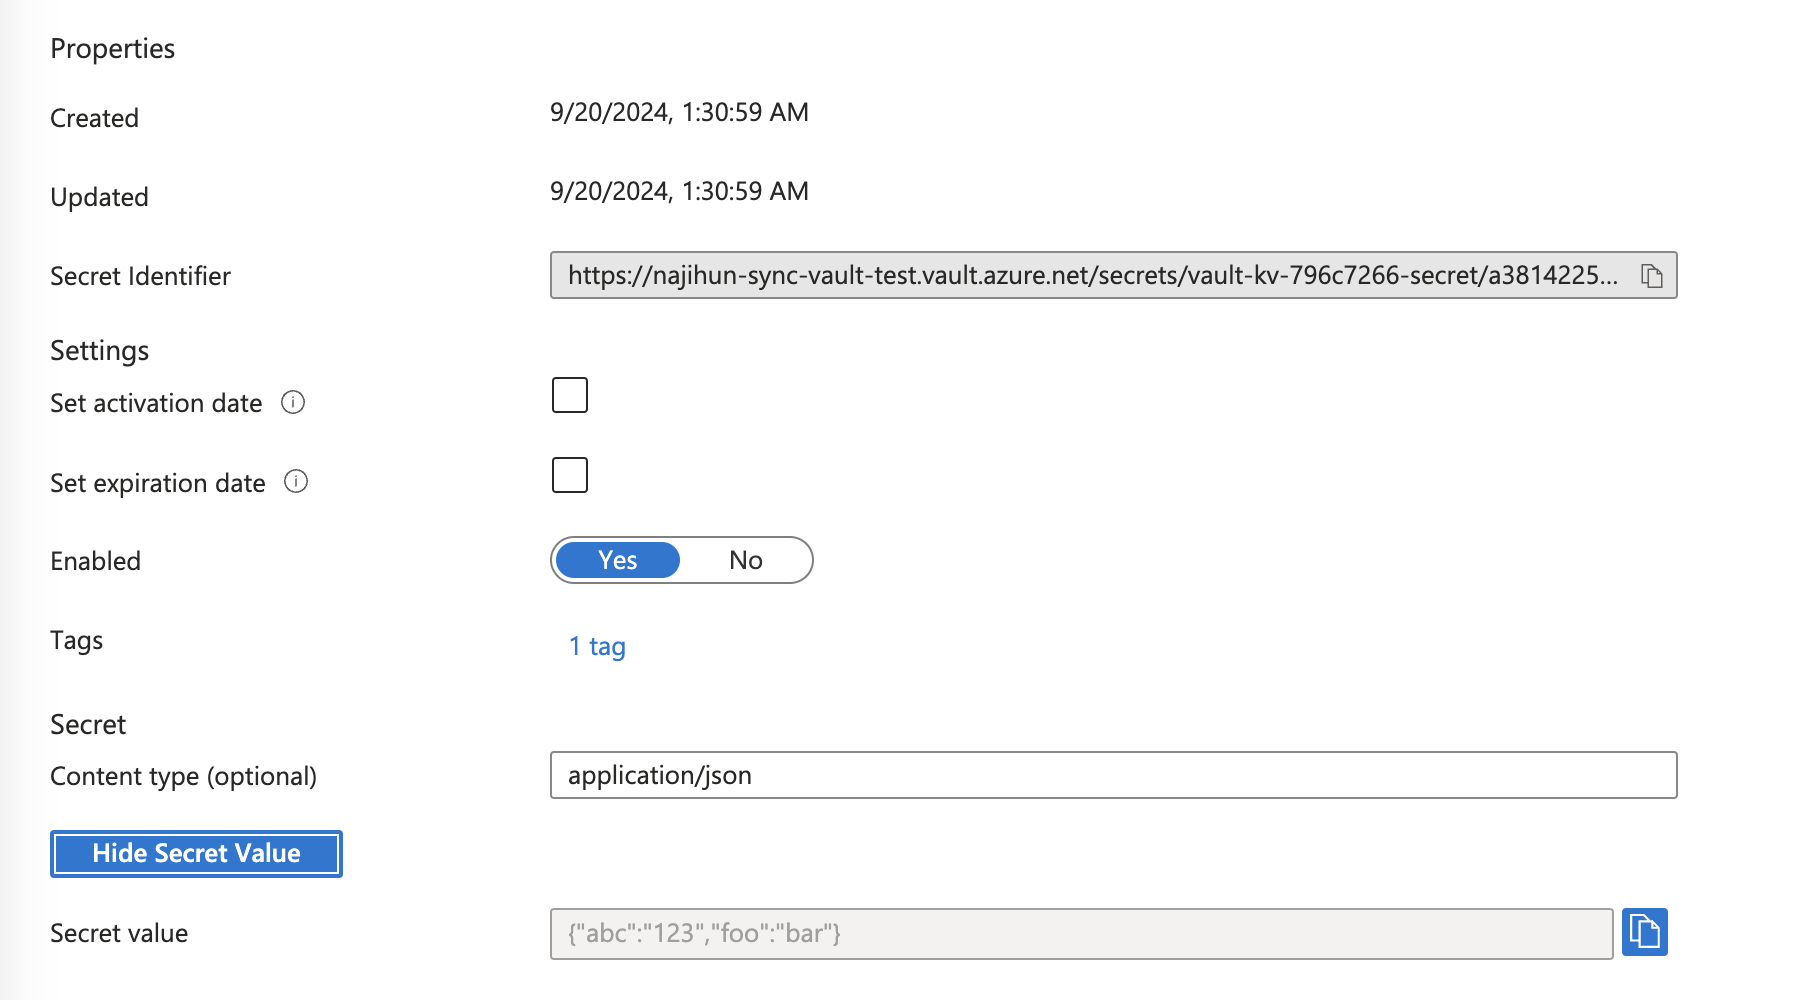 Properties
Created 9/20/2024, 1:30:59 AM
Updated 9/20/2024, 1:30:59 AM
Secret Identifier https://najihun-sync-vault-test.vault.azure.net/secrets/vault-kv-796c7266-secret/a3814225...
Settings
Set activation date
Set expiration date
Enabled Yes No
Tags 1 tag
Secret
Content type (optional) application/json
Hide Secret Value
Secret value {"abc":"123","foo":"bar"}